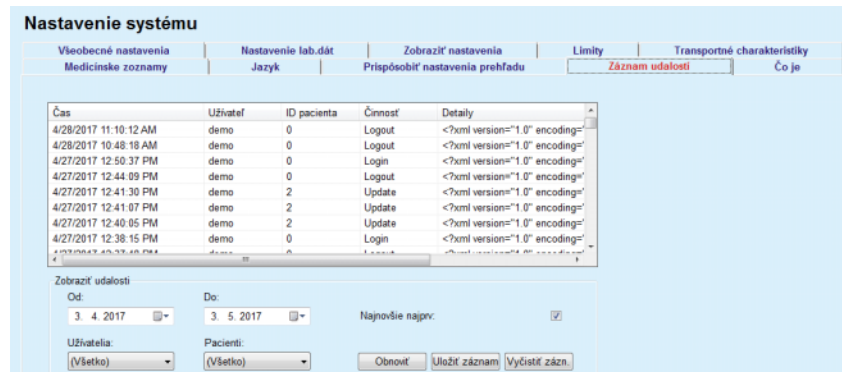 Nastavenie systému
Všeobecné nastavenia Nastavenie lab.dát Zobraziť nastavenia Limity Transportné charakteristiky
Medicínske zoznamy Jazyk Prispôsobiť nastavenia prehľadu Záznam udalostí Čo je
Čas Užívateľ ID pacienta Činnosť Detaily
4/28/2017 11:10:12 AM demo 0 Logout <?xml version="1.0" encoding='
4/28/2017 10:48:18 AM demo 0 Logout <?xml version="1.0" encoding='
4/27/2017 12:50:37 PM demo 0 Login <?xml version="1.0" encoding='
4/27/2017 12:44:09 PM demo 0 Logout <?xml version="1.0" encoding='
4/27/2017 12:41:30 PM demo 2 Update <?xml version="1.0" encoding='
4/27/2017 12:41:07 PM demo 2 Update <?xml version="1.0" encoding='
4/27/2017 12:40:05 PM demo 2 Update <?xml version="1.0" encoding='
4/27/2017 12:38:15 PM demo 0 Login <?xml version="1.0" encoding='
Zobraziť udalosti
Od: Do:
3. 4. 2017 3. 5. 2017 Najnovšie najprv:
Užívatelia: Pacienti:
(Všetko) (Všetko) Obnoviť Uložiť záznam Vyčistiť zázn.